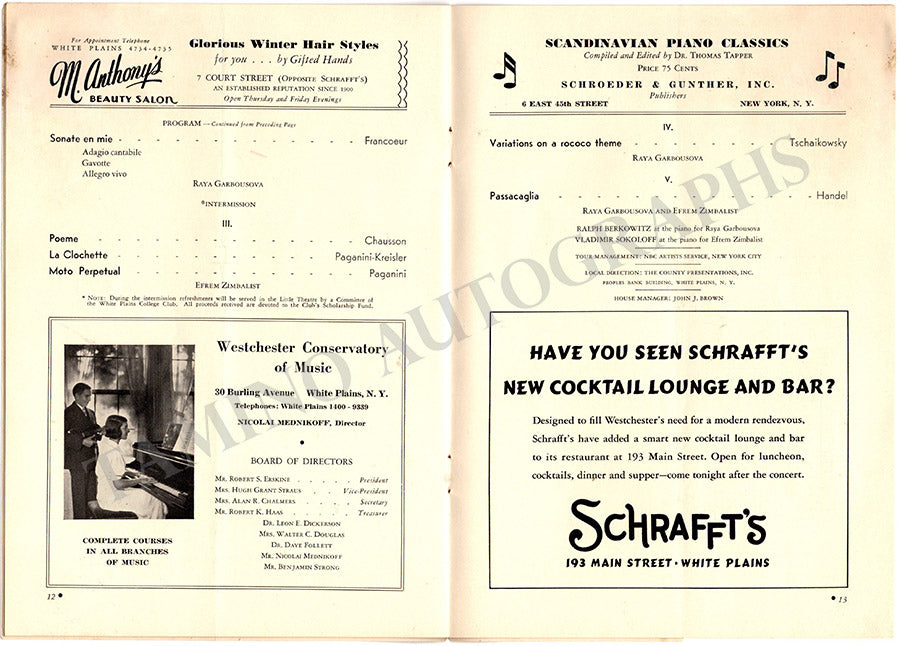 For Appointment Telephone
WHITE PLAINS 4734-4735
M. Anthony's
BEAUTY SALON
Glorious Winter Hair Styles
for you . . . by Gifted Hands
7 COURT STREET (OPPOSITE SCHRAFFT'S)
AN ESTABLISHED REPUTATION SINCE 1900
Open Thursday and Friday Evenings
PROGRAM — Continued from Preceding Page
Sonate en mie - - - - - - - - - - - - Francoeur
Adagio cantabile
Gavotte
Allegro vivo
RAYA GARBOUSOVA
*INTERMISSION
III.
Poeme - - - - - - - - - - - - Chausson
La Clochette - - - - - - - - - - Paganini-Kreisler
Moto Perpetual - - - - - - - - - - - Paganini
EFREM ZIMBALIST
* NOTE: During the intermission refreshments will be served in the Little Theatre by a Committee of
the White Plains College Club. All proceeds received are devoted to the Club's Scholarship Fund.
Westchester Conservatory
of Music
30 Burling Avenue White Plains, N. Y.
Telephones: White Plains 1400 - 9339
NICOLAI MEDNIKOFF, Director
•
BOARD OF DIRECTORS
MR. ROBERT S. ERSKINE . . . . . President
MRS. HUGH GRANT STRAUS . . . Vice-President
MRS. ALAN R. CHALMERS . . . . . Secretary
MR. ROBERT K. HAAS . . . . . . Treasurer
DR. LEON E. DICKERSON
MRS. WALTER C. DOUGLAS
DR. DAVE FOLLETT
MR. NICOLAI MEDNIKOFF
MR. BENJAMIN STRONG
COMPLETE COURSES
IN ALL BRANCHES
OF MUSIC
12 •
SCANDINAVIAN PIANO CLASSICS
Compiled and Edited by DR. THOMAS TAPPER
PRICE 75 CENTS
SCHROEDER & GUNTHER, INC.
Publishers
6 EAST 45th STREET NEW YORK, N. Y.
IV.
Variations on a rococo theme - - - - - - - Tschaikowsky
RAYA GARBOUSOVA
V.
Passacaglia - - - - - - - - - - - - Handel
RAYA GARBOUSOVA AND EFREM ZIMBALIST
RALPH BERKOWITZ at the piano for Raya Garbousova
VLADIMIR SOKOLOFF at the piano for Efrem Zimbalist
TOUR MANAGEMENT: NBC ARTISTS SERVICE, NEW YORK CITY
LOCAL DIRECTION: THE COUNTY PRESENTATIONS, INC.
PEOPLES BANK BUILDING, WHITE PLAINS, N. Y.
HOUSE MANAGER: JOHN J. BROWN
HAVE YOU SEEN SCHRAFFT'S
NEW COCKTAIL LOUNGE AND BAR?
Designed to fill Westchester's need for a modern rendezvous,
Schrafft's have added a smart new cocktail lounge and bar
to its restaurant at 193 Main Street. Open for luncheon,
cocktails, dinner and supper—come tonight after the concert.
SCHRAFFT'S
193 MAIN STREET • WHITE PLAINS
• 13
TAMINO AUTOGRAPHS